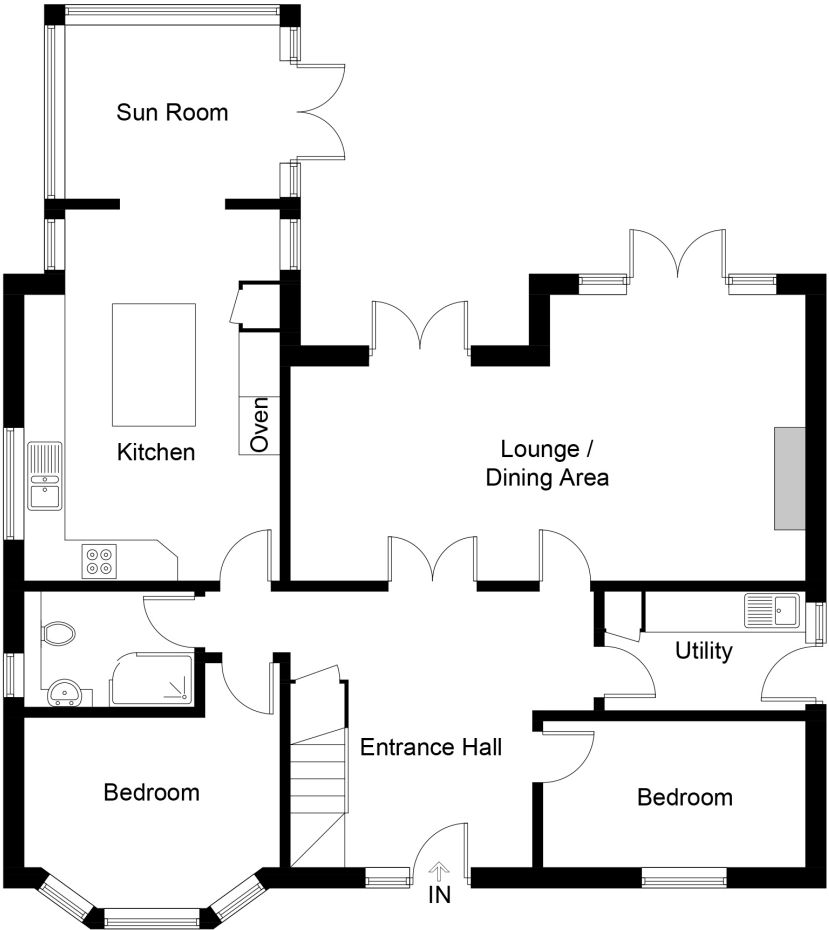 Sun Room
Kitchen
Oven
Lounge /
Dining Area
Utility
Entrance Hall
Bedroom
Bedroom
IN